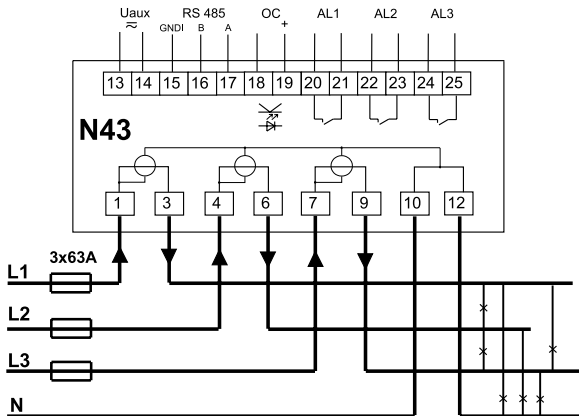 Uaux RS 485 OC AL1 AL2 AL3
GNDI B A +
13 14 15 16 17 18 19 20 21 22 23 24 25
N43
1 3 4 6 7 9 10 12
3x63A
L1
L2
L3
N